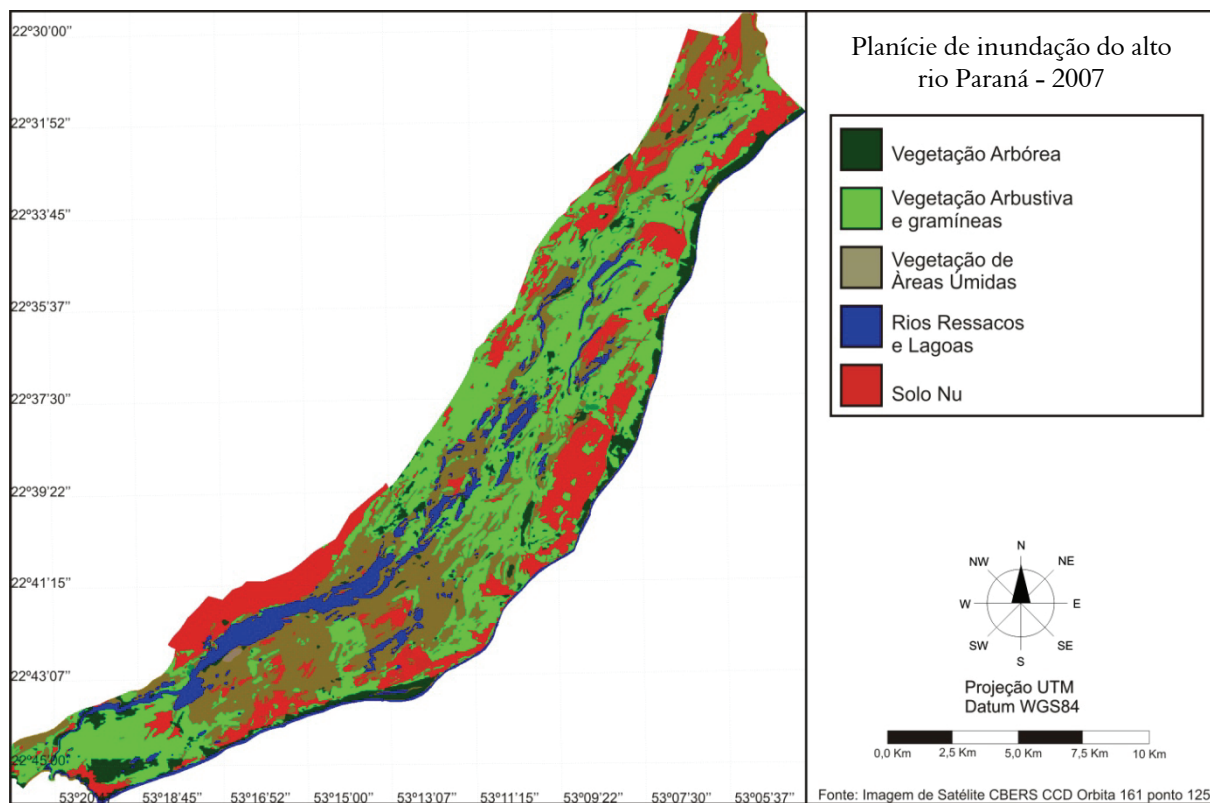 22º30'00"
22º31'52"
22º33'45"
22º35'37"
22º37'30"
22º39'22"
22º41'15"
22º43'07"
22º45'00"
53º18'45"
53º16'52"
53º15'00"
53º13'07"
53º11'15"
53º09'22"
53º07'30"
53º05'37"
Planície de inundação do alto
rio Paraná - 2007
Vegetação Arbórea
Vegetação Arbustiva
e gramíneas
Vegetação de
Àreas Úmidas
Rios Ressacos
e Lagoas
Solo Nu
N
NW
NE
W
E
SW
SE
S
Projeção UTM
Datum WGS84
0,0 Km
2,5 Km
5,0 Km
7,5 Km
10 Km
Fonte: Imagem de Satélite CBERS CCD Orbita 161 ponto 125